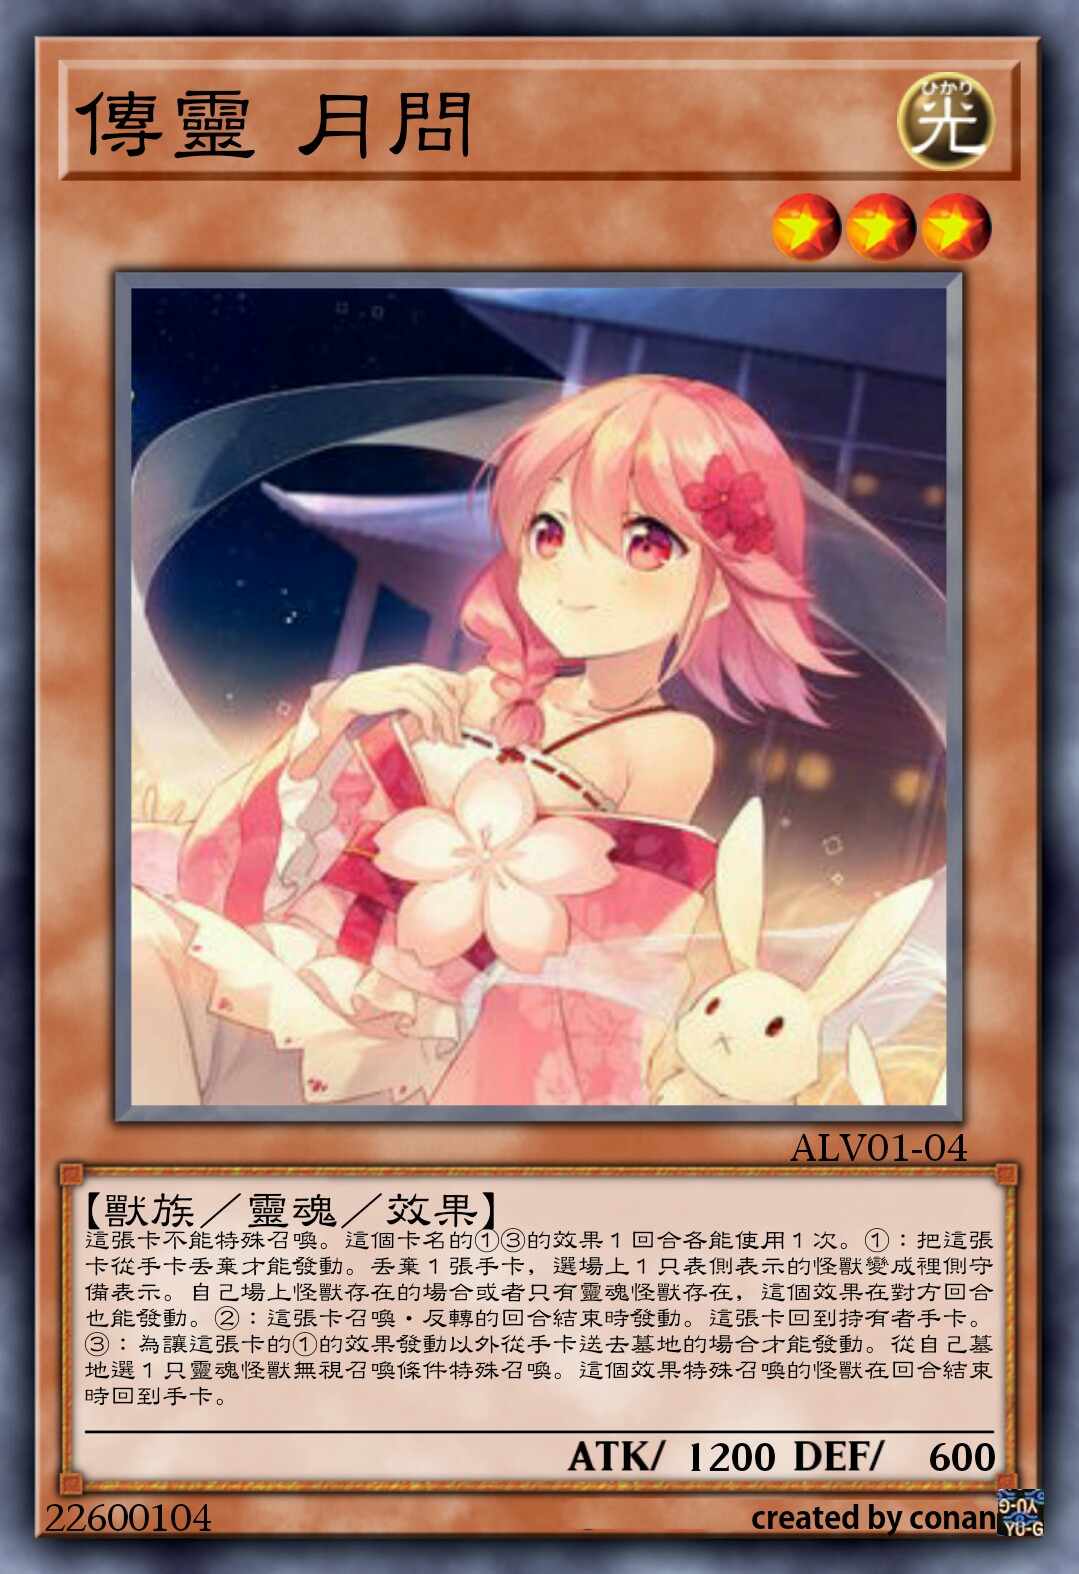 傳靈 月問
ひかり
光
ALV01-04
【獸族／靈魂／效果】
這張卡不能特殊召喚。這個卡名的①③的效果１回合各能使用１次。①：把這張
卡從手卡丟棄才能發動。丟棄１張手卡，選場上１只表側表示的怪獸變成裡側守
備表示。自己場上怪獸存在的場合或者只有靈魂怪獸存在，這個效果在對方回合
也能發動。②：這張卡召喚・反轉的回合結束時發動。這張卡回到持有者手卡。
③：為讓這張卡的①的效果發動以外從手卡送去墓地的場合才能發動。從自己墓
地選１只靈魂怪獸無視召喚條件特殊召喚。這個效果特殊召喚的怪獸在回合結束
時回到手卡。
ATK/ 1200 DEF/ 600
22600104
created by conan
YU-G